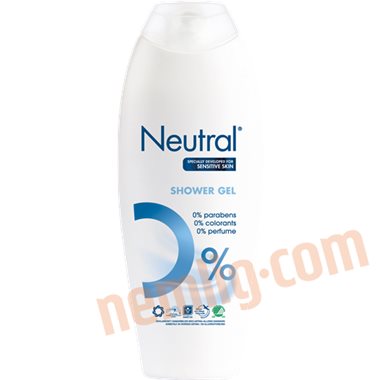 Neutral®
SPECIALLY DEVELOPED FOR
SENSITIVE SKIN
SHOWER GEL
0% parabens
0% colorants
0% perfume
0%
nemlig.com